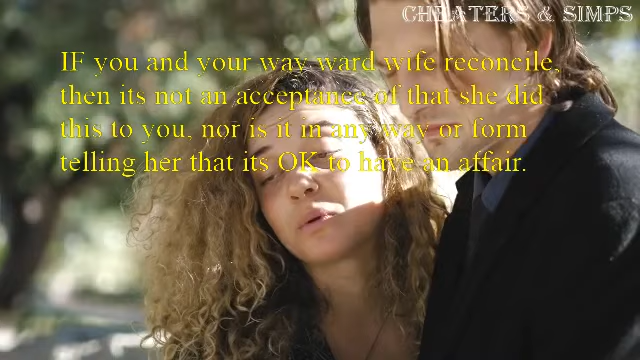 CHEATERS & SIMPS
IF you and your way ward wife reconcile,
then its not an acceptance of that she did
this to you, nor is it in any way or form
telling her that its OK to have an affair.